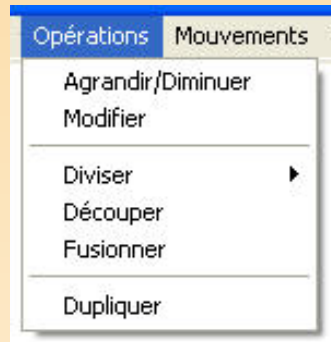 Opérations Mouvements
Agrandir/Diminuer
Modifier
Diviser
Découper
Fusionner
Dupliquer